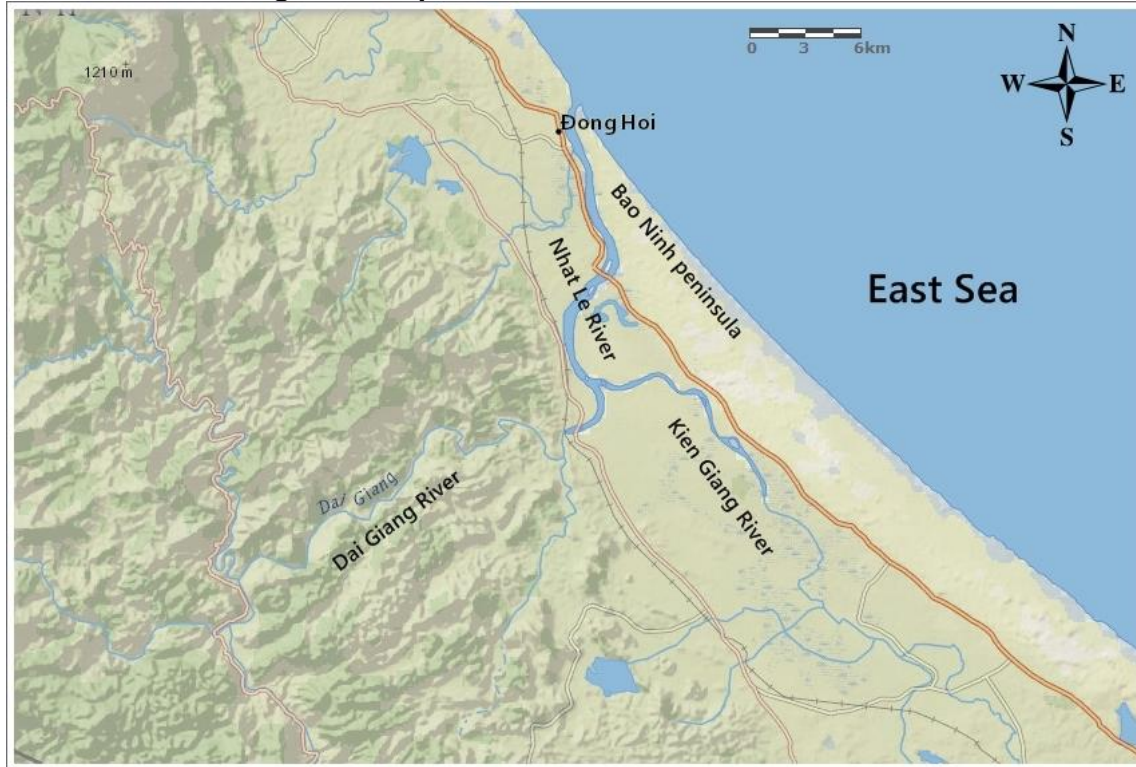 N
1210 m
0 3 6km
W E
S
Đong Hoi
Bao Ninh peninsula
Nhat Le River
East Sea
Kien Giang River
Dai Giang
Dai Giang River